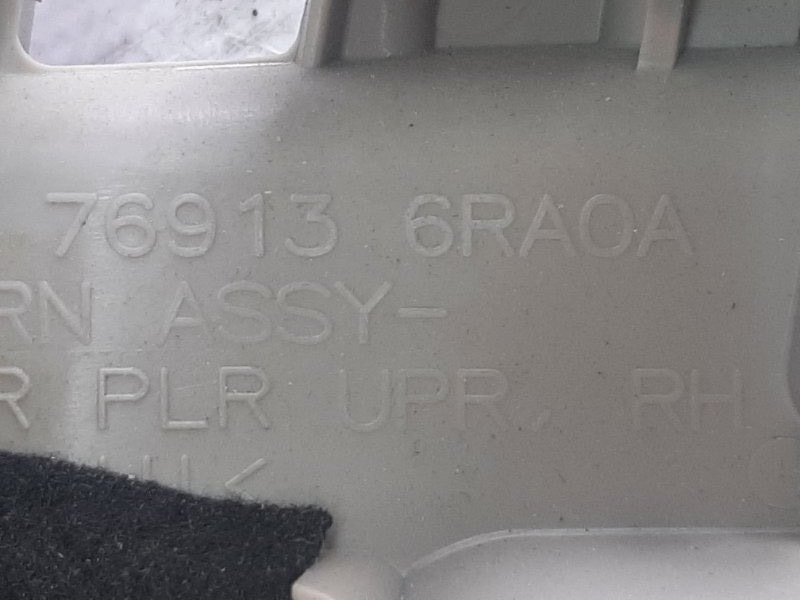 76913 6RA0A
RN ASSY-
R PLR UPR, RH